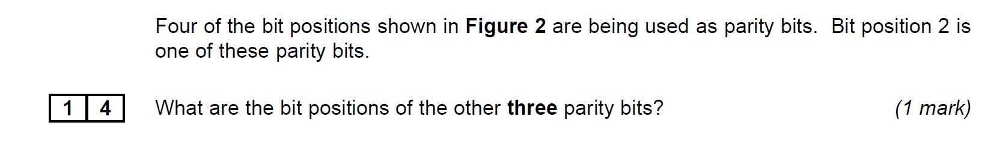 Four of the bit positions shown in Figure 2 are being used as parity bits. Bit position 2 is
one of these parity bits.
1 4 What are the bit positions of the other three parity bits? (1 mark)